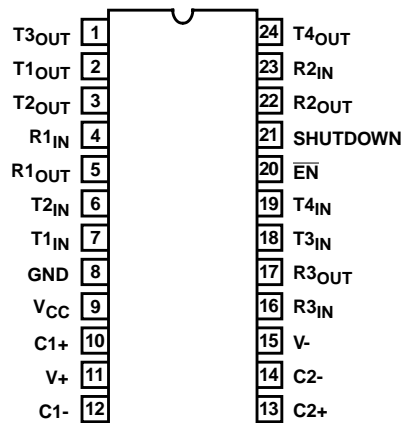 T3OUT 1 24 T4OUT
T1OUT 2 23 R2IN
T2OUT 3 22 R2OUT
R1IN 4 21 SHUTDOWN
R1OUT 5 20 E̅N̅
T2IN 6 19 T4IN
T1IN 7 18 T3IN
GND 8 17 R3OUT
VCC 9 16 R3IN
C1+ 10 15 V-
V+ 11 14 C2-
C1- 12 13 C2+